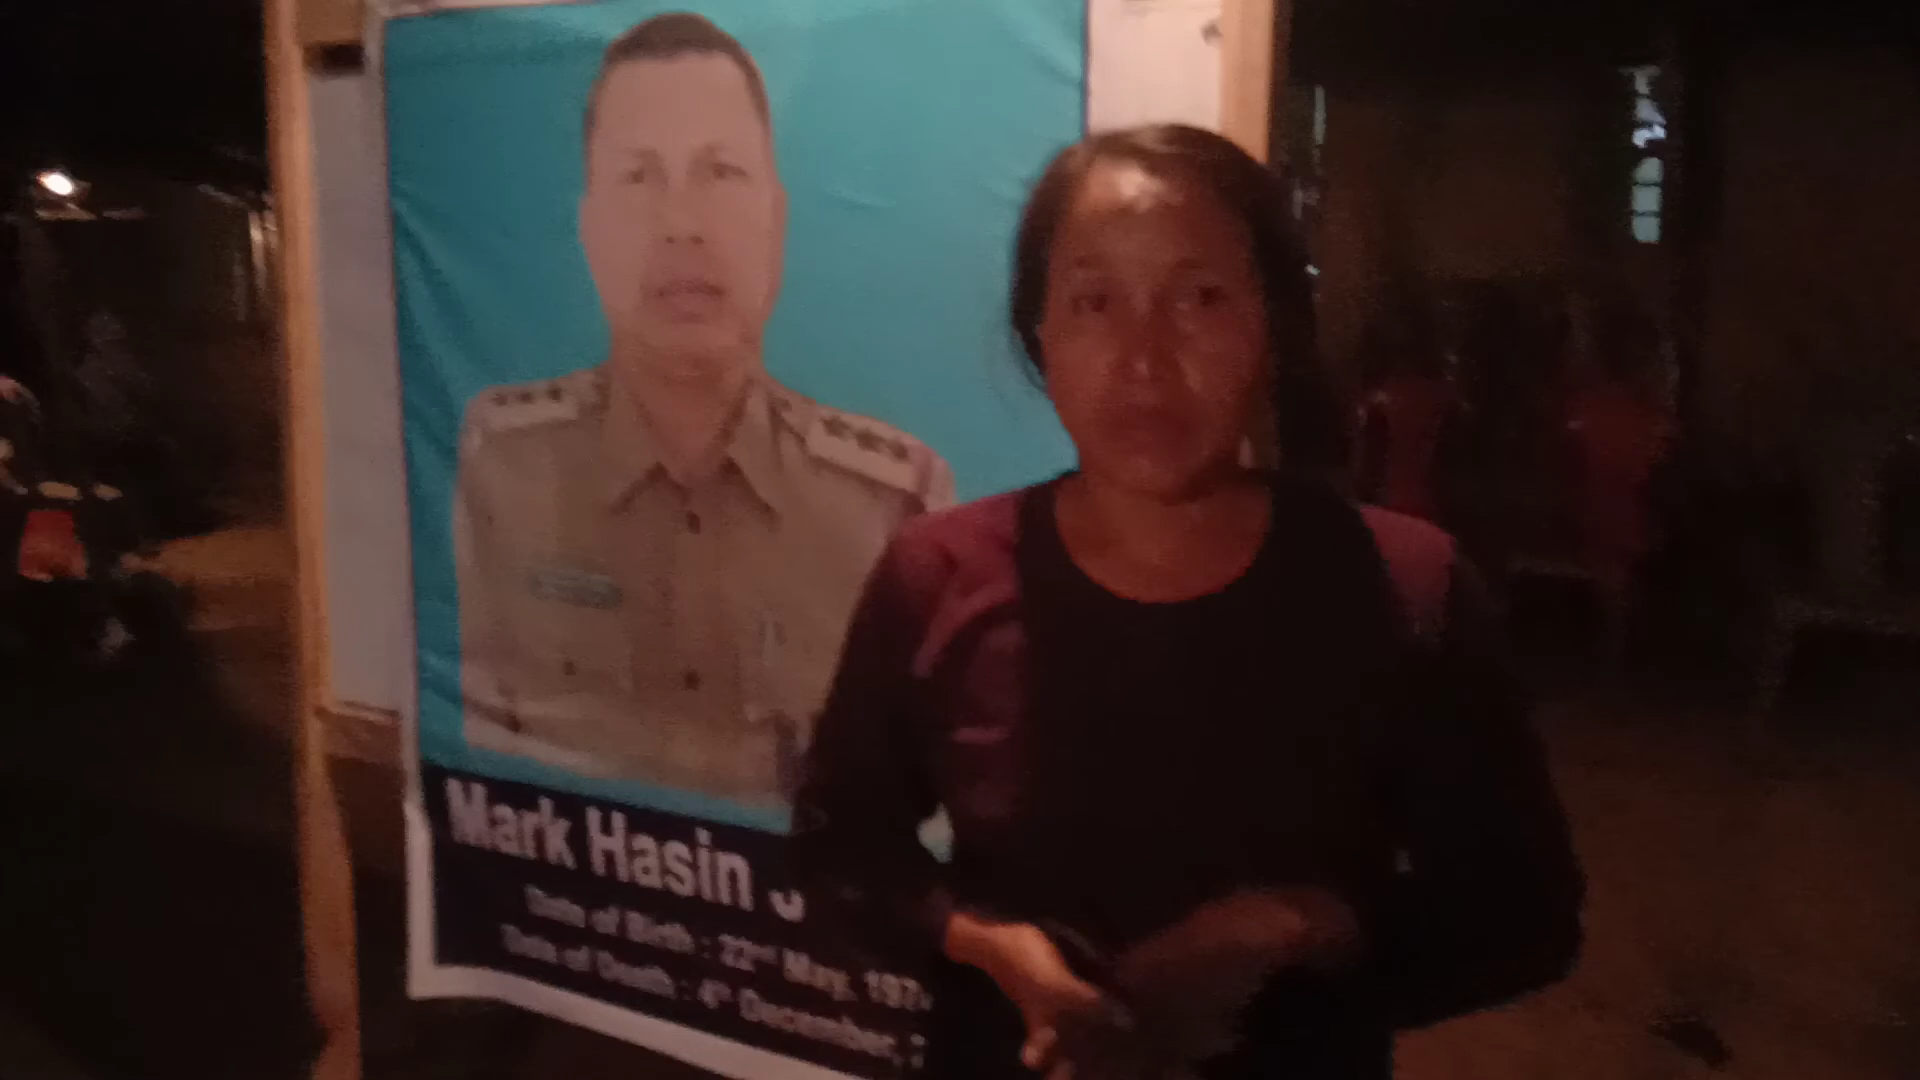 Mark Hasin
Date of Birth : 22nd May, 197
Date of Death : 4th December,